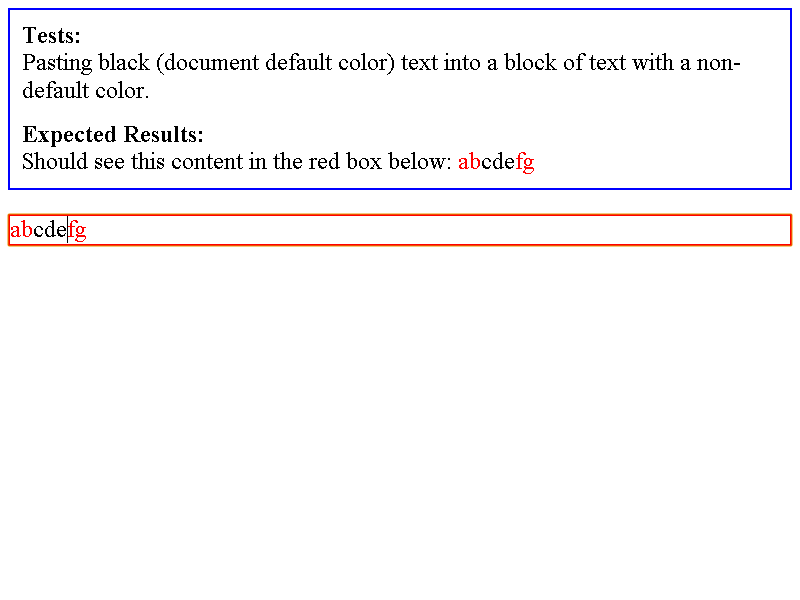 Tests:
Pasting black (document default color) text into a block of text with a non-
default color.
Expected Results:
Should see this content in the red box below: abcdefg
abcdefg